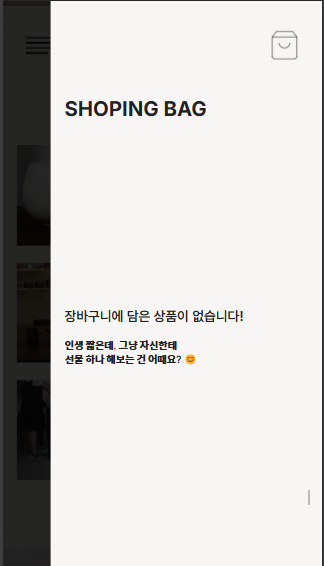 SHOPING BAG
장바구니에 담은 상품이 없습니다!
인생 짧은데, 그냥 자신한테
선물 하나 해보는 건 어때요? 😊